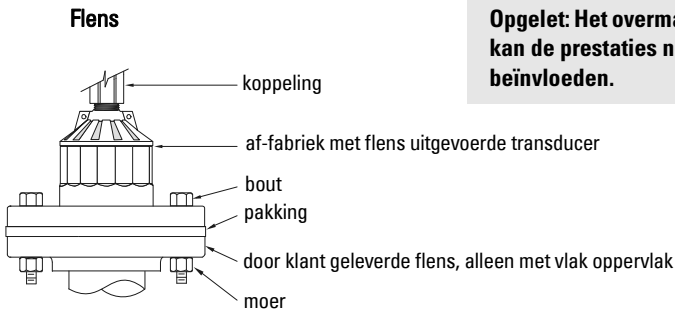 Flens
Opgelet: Het overma
kan de prestaties n
beïnvloeden.
koppeling
af-fabriek met flens uitgevoerde transducer
bout
pakking
door klant geleverde flens, alleen met vlak oppervlak
moer